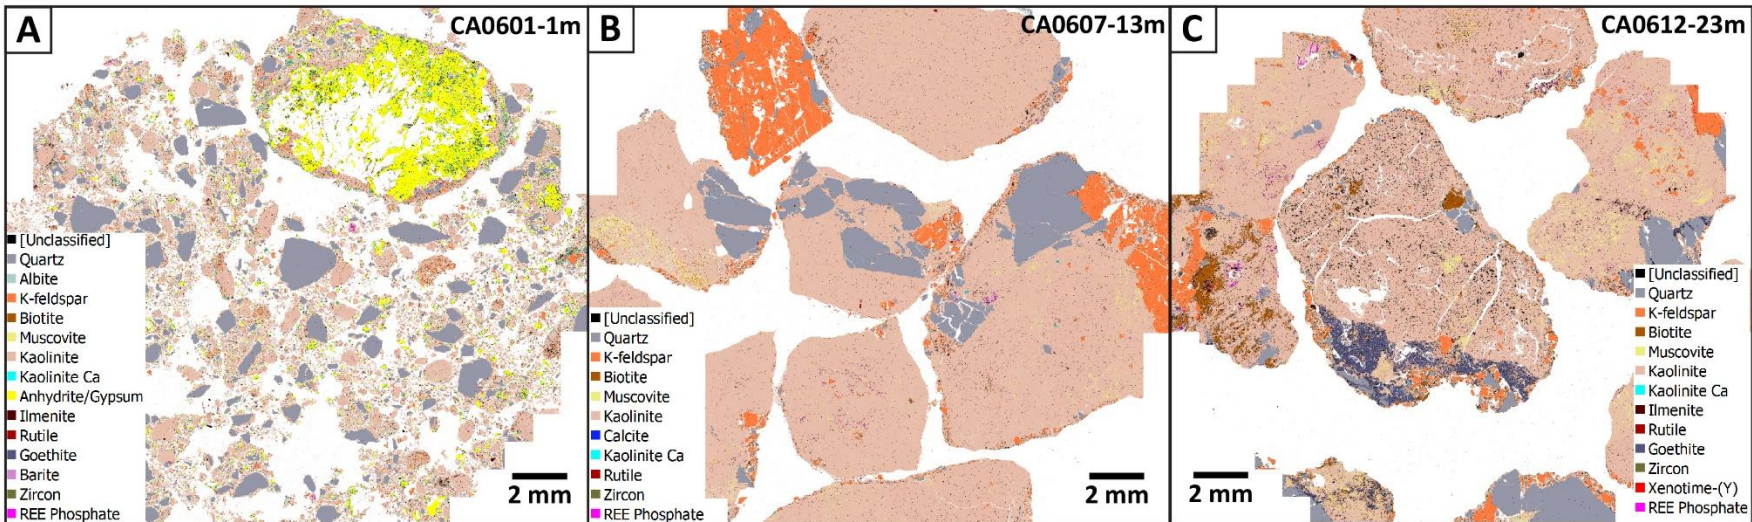 A
CA0601-1m
[Unclassified]
Quartz
Albite
K-feldspar
Biotite
Muscovite
Kaolinite
Kaolinite Ca
Anhydrite/Gypsum
Ilmenite
Rutile
Goethite
Barite
Zircon
REE Phosphate
2 mm
B
CA0607-13m
[Unclassified]
Quartz
K-feldspar
Biotite
Muscovite
Kaolinite
Calcite
Kaolinite Ca
Rutile
Zircon
REE Phosphate
2 mm
C
CA0612-23m
[Unclassified]
Quartz
K-feldspar
Biotite
Muscovite
Kaolinite
Kaolinite Ca
Ilmenite
Rutile
Goethite
Zircon
Xenotime-(Y)
REE Phosphate
2 mm